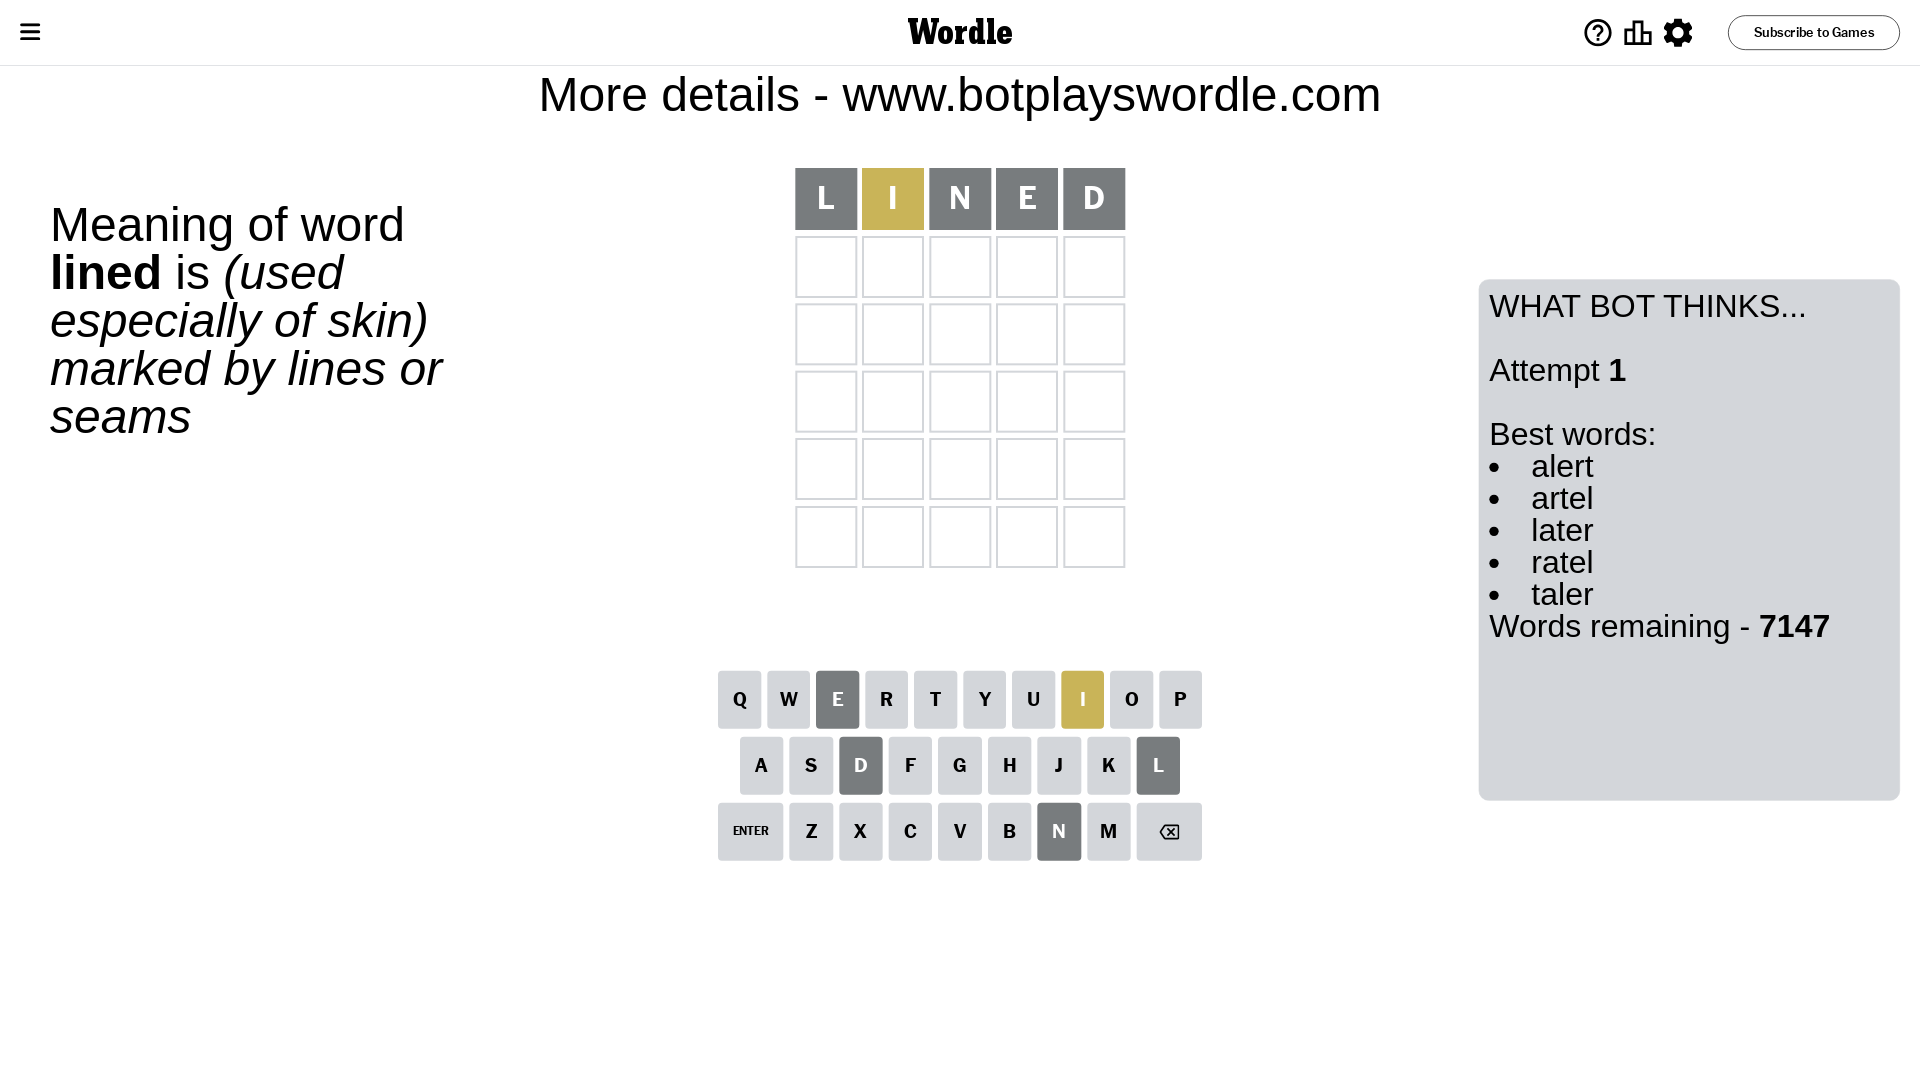 Wordle
Subscribe to Games
More details - www.botplayswordle.com
Meaning of word
lined is (used
especially of skin)
marked by lines or
seams
L I N E D
WHAT BOT THINKS...
Attempt 1
Best words:
• alert
• artel
• later
• ratel
• taler
Words remaining - 7147
Q W E R T Y U I O P
A S D F G H J K L
ENTER Z X C V B N M